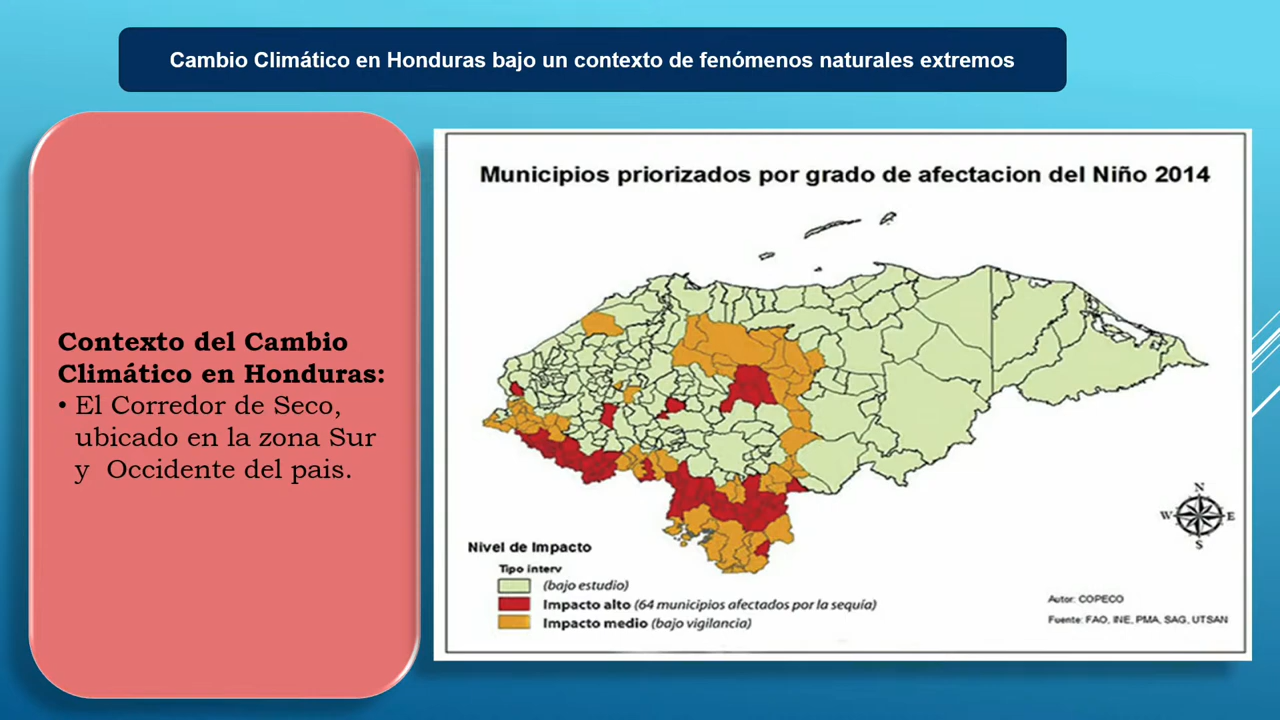 Cambio Climático en Honduras bajo un contexto de fenómenos naturales extremos
Contexto del Cambio
Climático en Honduras:
• El Corredor de Seco,
ubicado en la zona Sur
y Occidente del pais.
Municipios priorizados por grado de afectacion del Niño 2014
N
W E
S
Nivel de Impacto
Tipo interv
(bajo estudio)
Impacto alto (64 municipios afectados por la sequía)
Impacto medio (bajo vigilancia)
Autor: COPECO
Fuente: FAO, INE, PMA, SAG, UTSAN